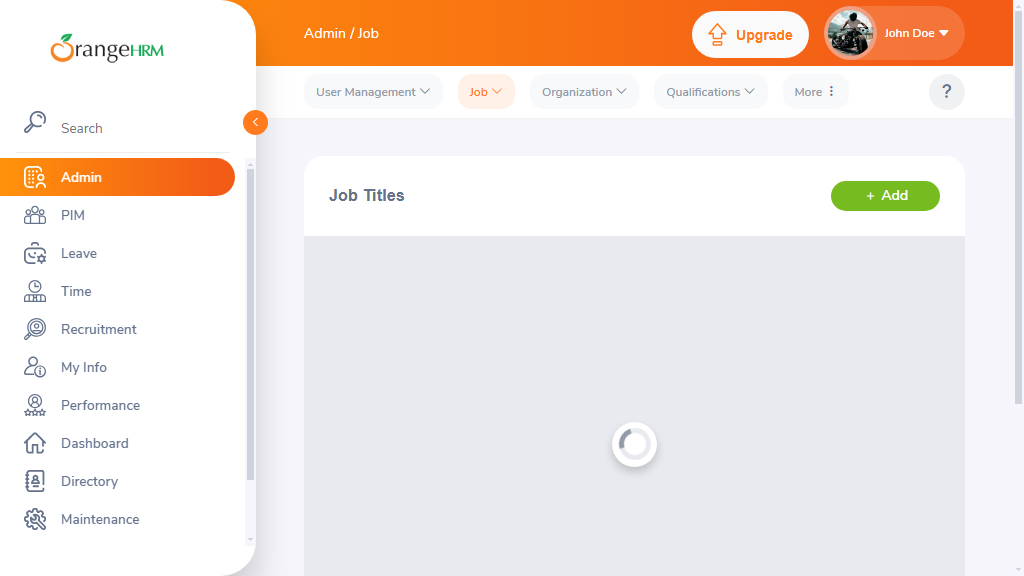 OrangeHRM
Admin / Job
Upgrade
John Doe
User Management
Job
Organization
Qualifications
More
?
Search
Admin
PIM
Leave
Time
Recruitment
My Info
Performance
Dashboard
Directory
Maintenance
Job Titles
+ Add